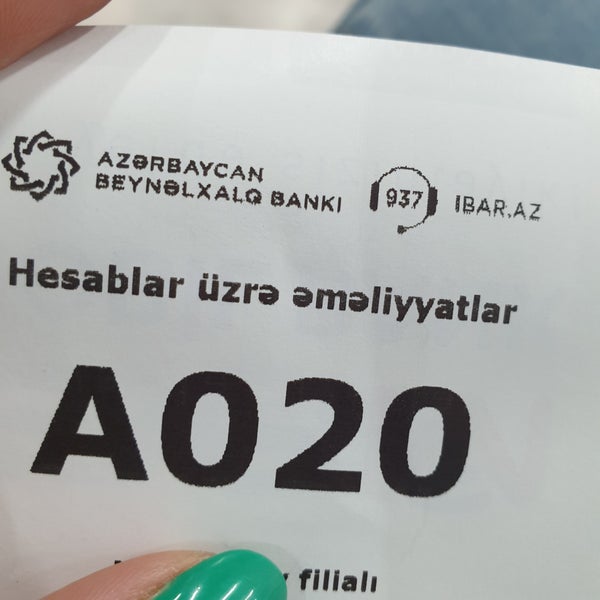 AZƏRBAYCAN
BEYNƏLXALQ BANKI
937
IBAR.AZ
Hesablar üzrə əməliyyatlar
A020
filialı